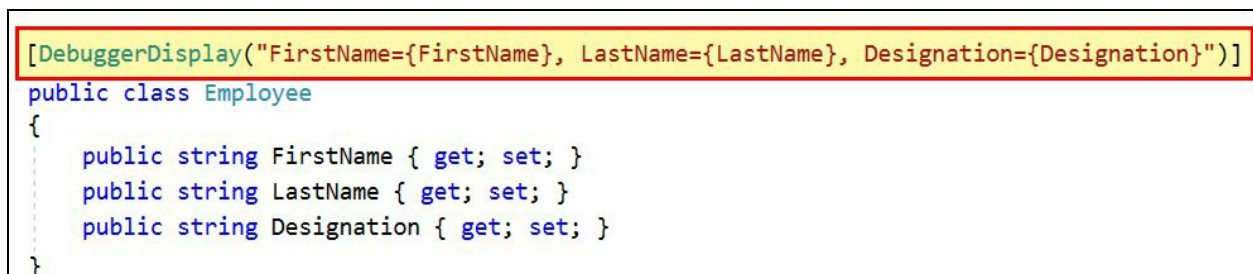 [DebuggerDisplay("FirstName={FirstName}, LastName={LastName}, Designation={Designation}")]
public class Employee
{
    public string FirstName { get; set; }
    public string LastName { get; set; }
    public string Designation { get; set; }
}